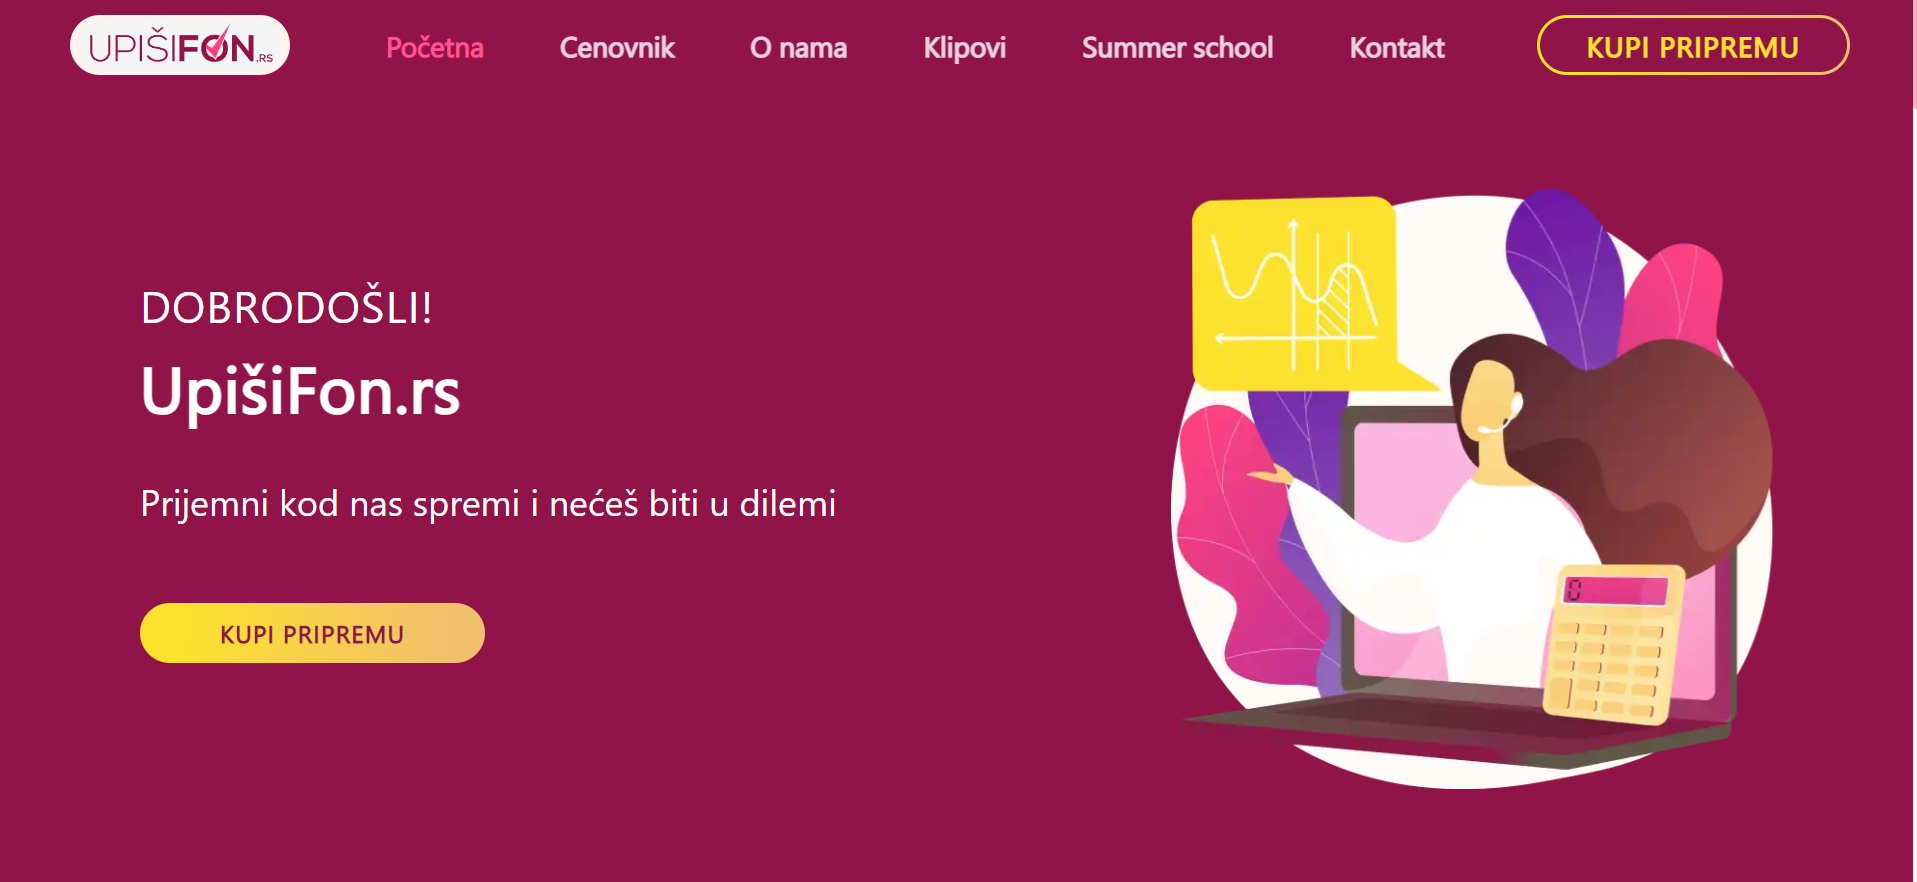 UPIŠIFON.RS
Početna
Cenovnik
O nama
Klipovi
Summer school
Kontakt
KUPI PRIPREMU
DOBRODOŠLI!
UpišiFon.rs
Prijemni kod nas spremi i nećeš biti u dilemi
KUPI PRIPREMU
0